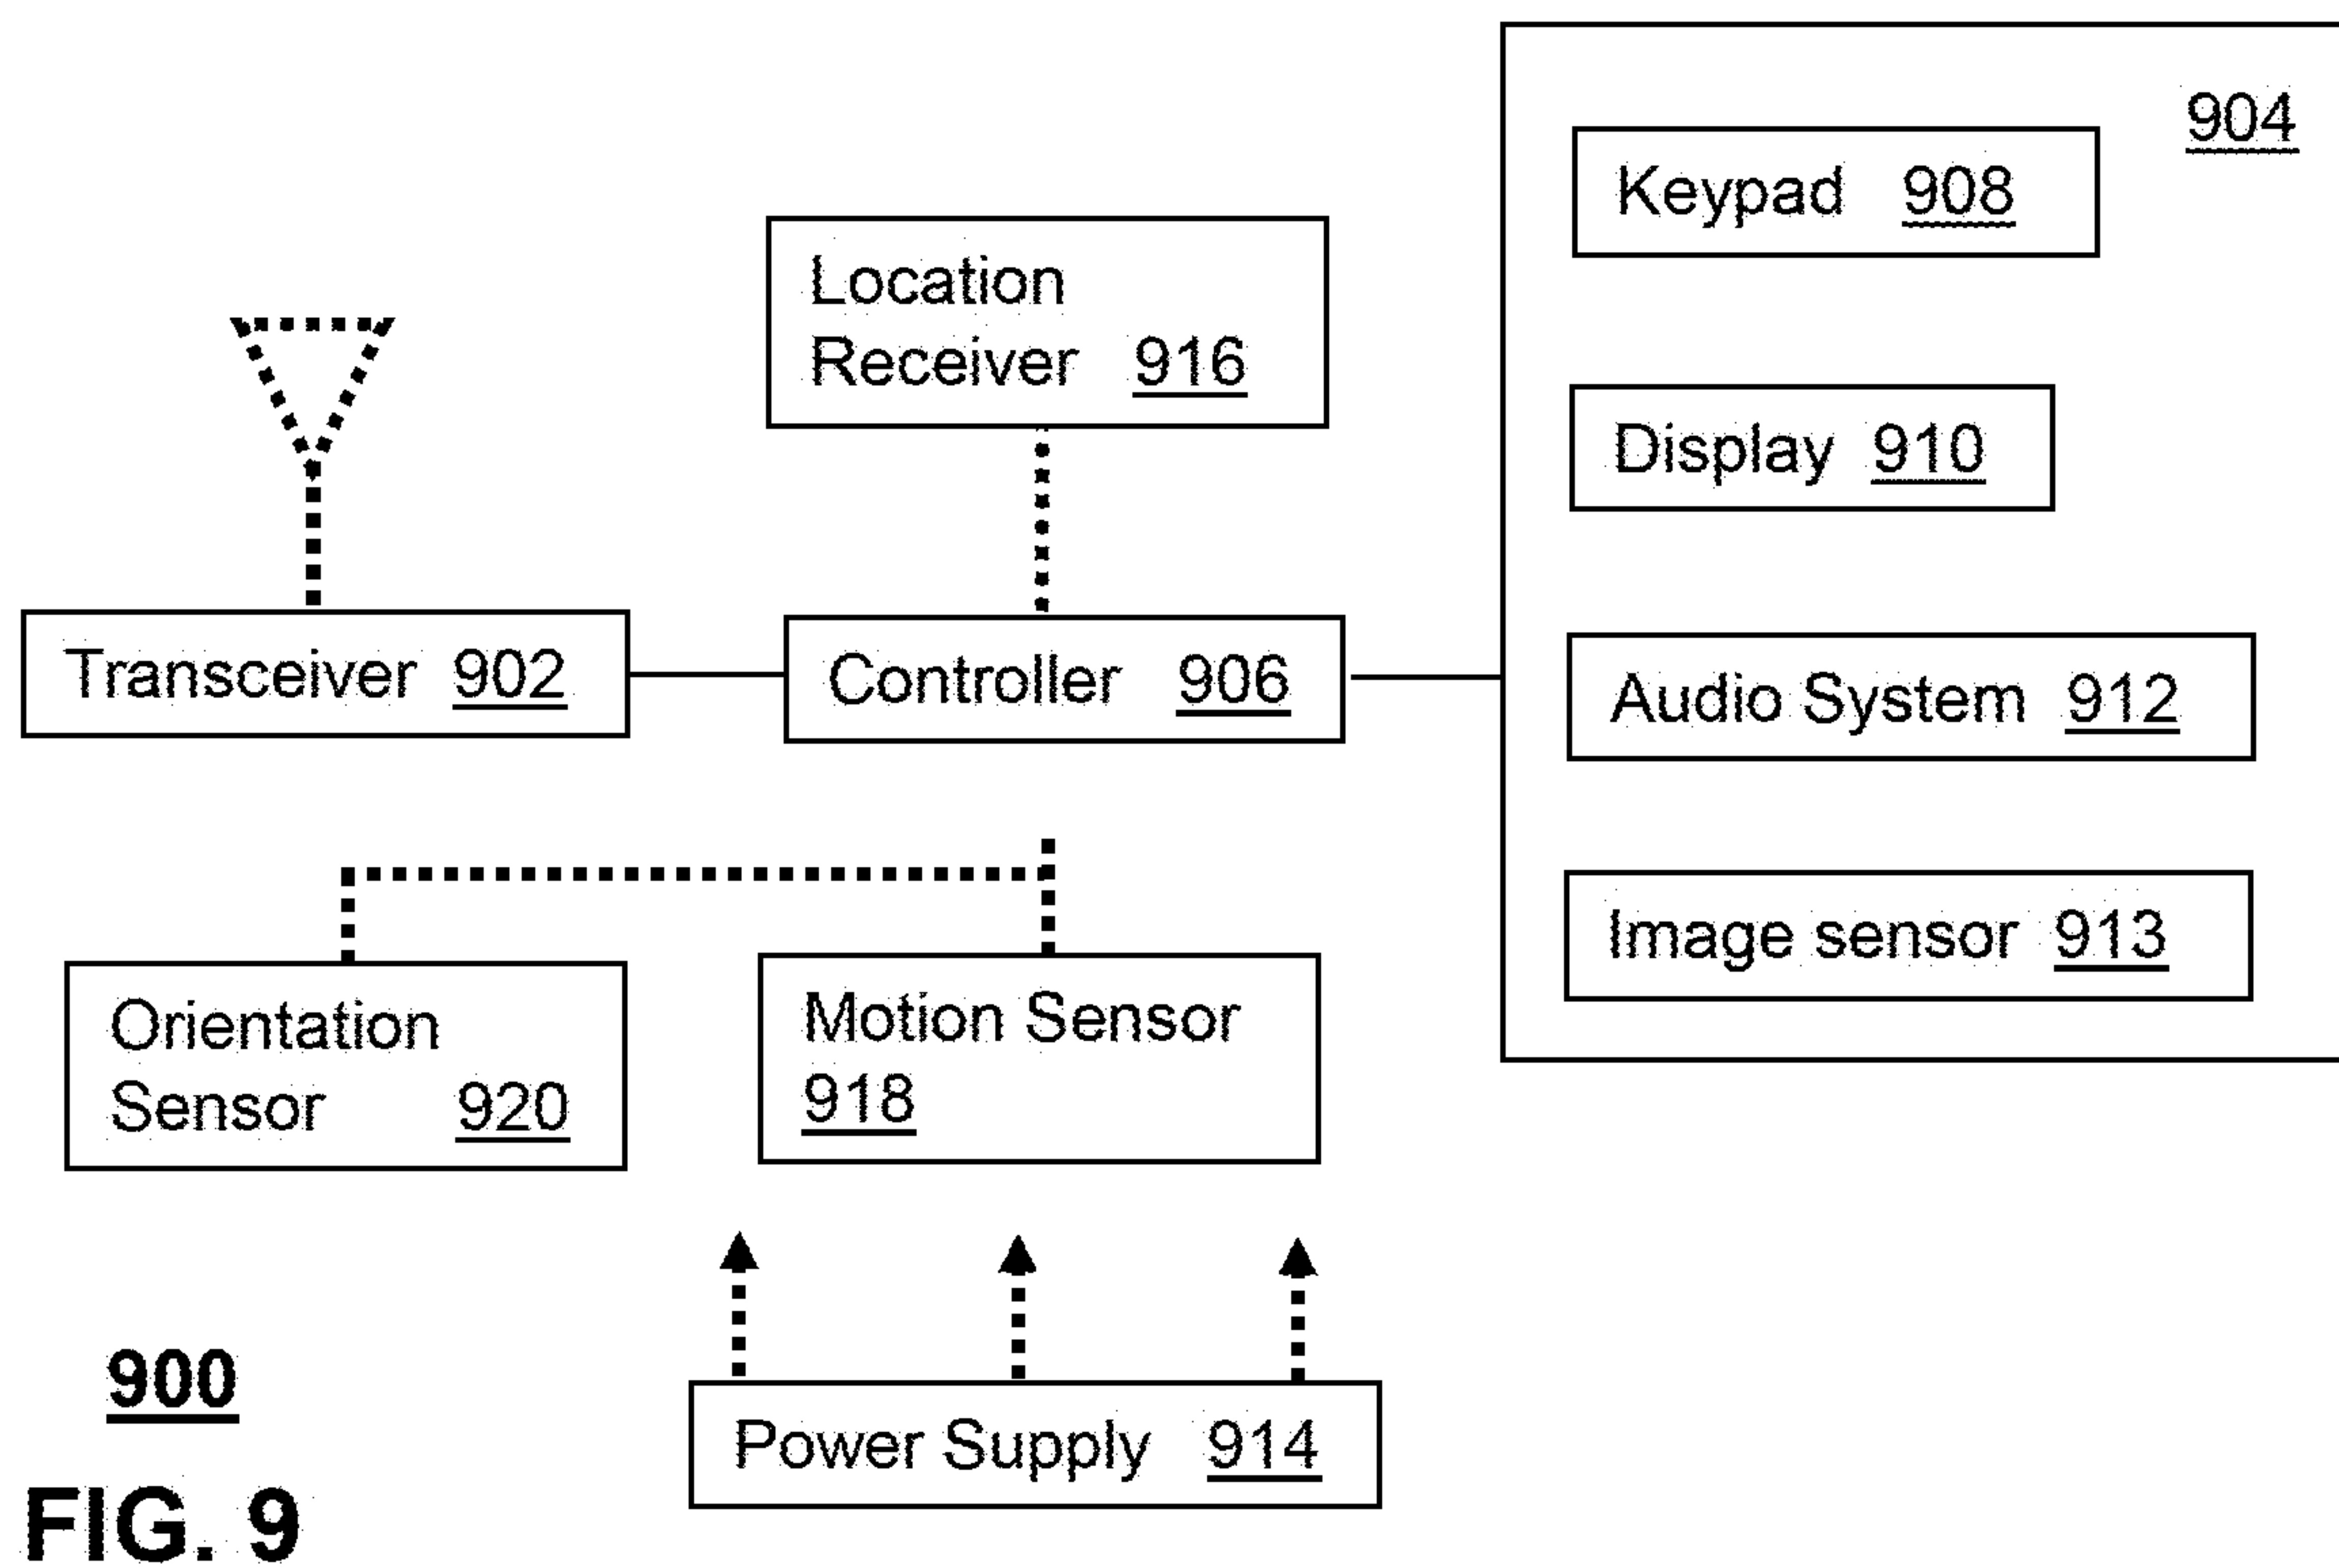 904
Keypad 908
Location
Receiver 916
Display 910
Transceiver 902
Controller 906
Audio System 912
Image sensor 913
Orientation
Sensor 920
Motion Sensor
918
900
Power Supply 914
FIG. 9